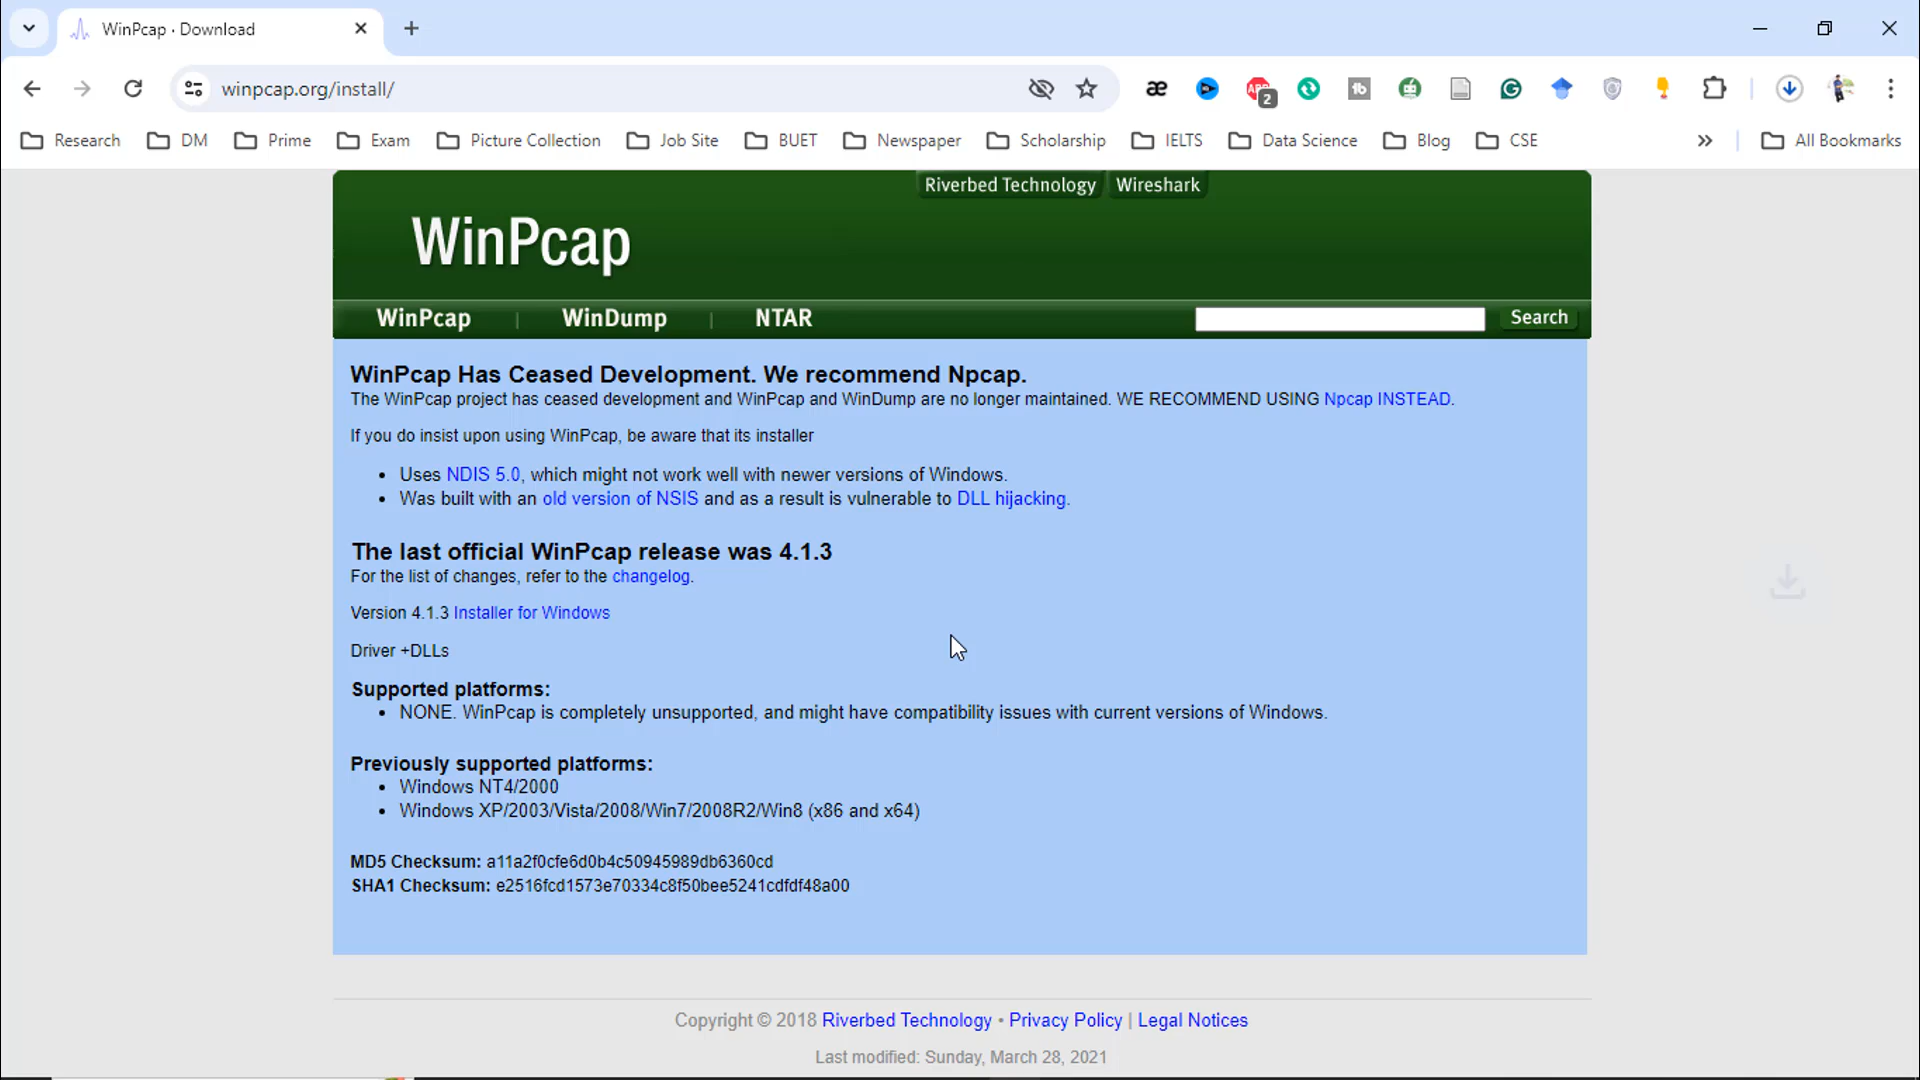 WinPcap · Download
winpcap.org/install/
2
Research DM Prime Exam Picture Collection Job Site BUET Newspaper Scholarship IELTS Data Science Blog CSE » All Bookmarks
Riverbed Technology Wireshark
WinPcap
WinPcap | WinDump | NTAR Search
WinPcap Has Ceased Development. We recommend Npcap.
The WinPcap project has ceased development and WinPcap and WinDump are no longer maintained. WE RECOMMEND USING Npcap INSTEAD.
If you do insist upon using WinPcap, be aware that its installer
• Uses NDIS 5.0, which might not work well with newer versions of Windows.
• Was built with an old version of NSIS and as a result is vulnerable to DLL hijacking.
The last official WinPcap release was 4.1.3
For the list of changes, refer to the changelog.
Version 4.1.3 Installer for Windows
Driver +DLLs
Supported platforms:
• NONE. WinPcap is completely unsupported, and might have compatibility issues with current versions of Windows.
Previously supported platforms:
• Windows NT4/2000
• Windows XP/2003/Vista/2008/Win7/2008R2/Win8 (x86 and x64)
MD5 Checksum: a11a2f0cfe6d0b4c50945989db6360cd
SHA1 Checksum: e2516fcd1573e70334c8f50bee5241cdfdf48a00
Copyright © 2018 Riverbed Technology • Privacy Policy | Legal Notices
Last modified: Sunday, March 28, 2021